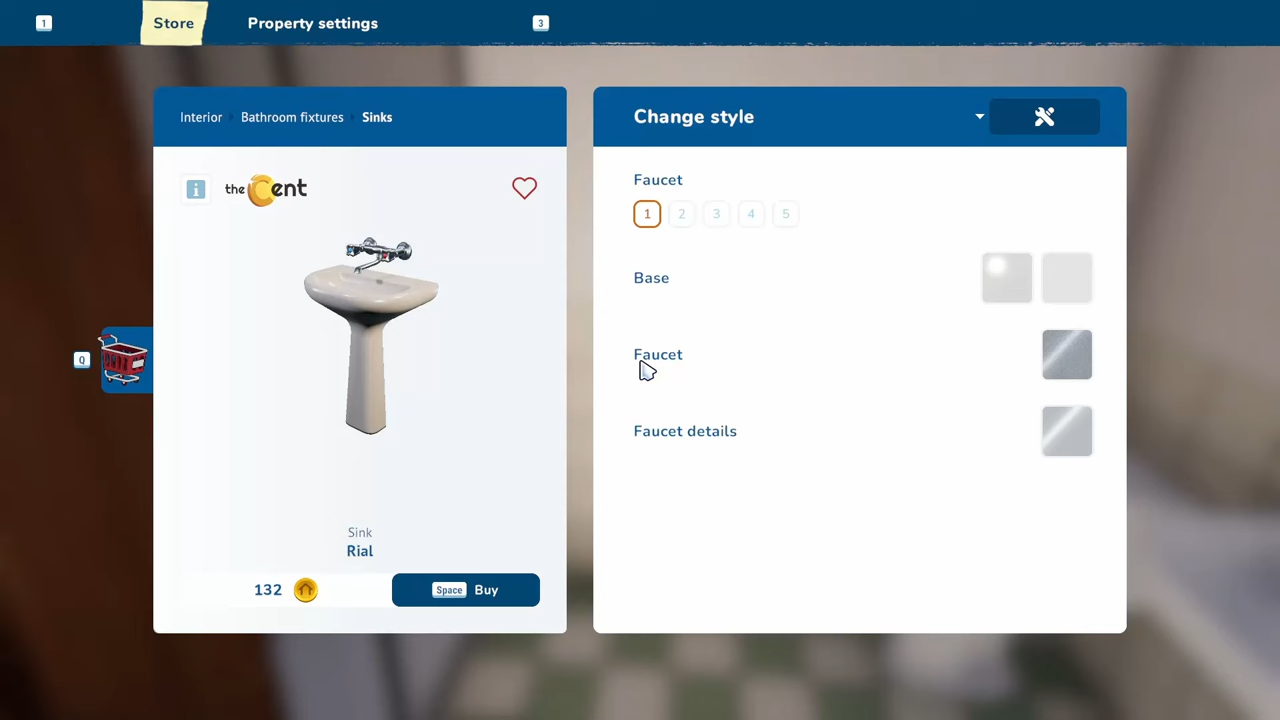 1
Store
Property settings
3
Interior Bathroom fixtures Sinks
i
the Cent
Sink
Rial
132
Space Buy
Q
Change style
Faucet
1 2 3 4 5
Base
Faucet
Faucet details